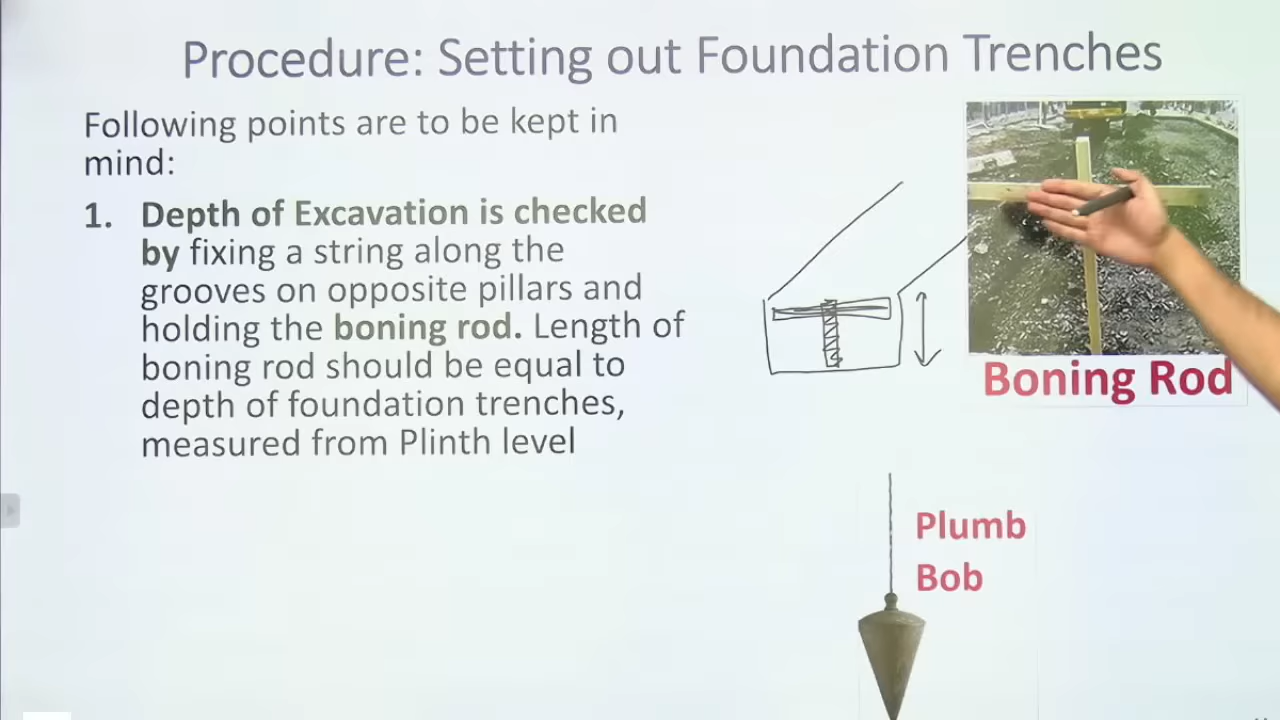 Procedure: Setting out Foundation Trenches
Following points are to be kept in
mind:
1. Depth of Excavation is checked
by fixing a string along the
grooves on opposite pillars and
holding the boning rod. Length of
boning rod should be equal to
depth of foundation trenches,
measured from Plinth level
Boning Rod
Plumb
Bob